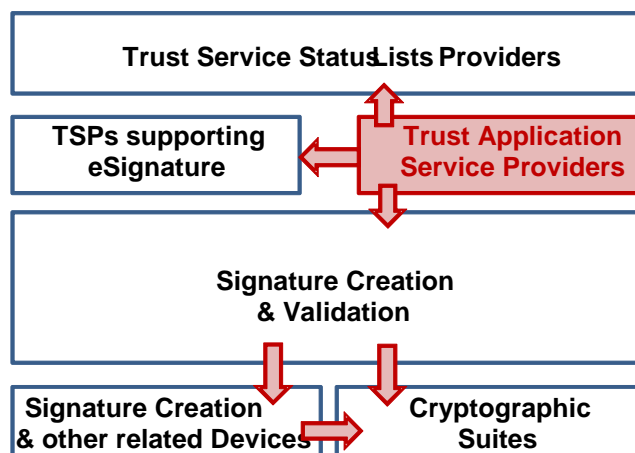 Trust Service Status Lists Providers
TSPs supporting
eSignature
Trust Application
Service Providers
Signature Creation
& Validation
Signature Creation
& other related Devices
Cryptographic
Suites